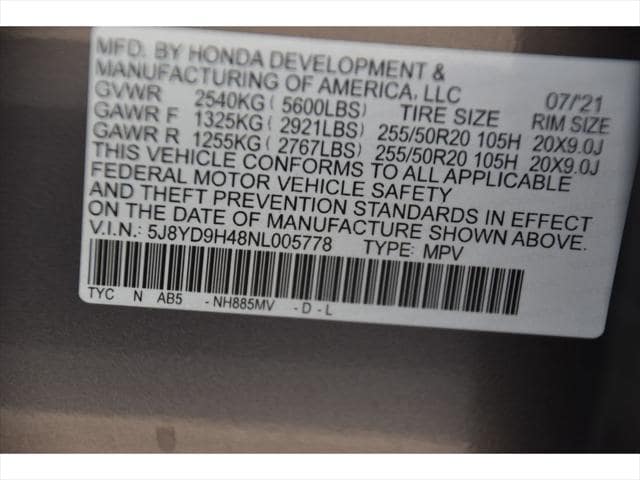 MFD. BY HONDA DEVELOPMENT &
MANUFACTURING OF AMERICA, LLC 07/'21
GVWR 2540KG (5600LBS) TIRE SIZE RIM SIZE
GAWR F 1325KG (2921LBS) 255/50R20 105H 20X9.0J
GAWR R 1255KG (2767LBS) 255/50R20 105H 20X9.0J
THIS VEHICLE CONFORMS TO ALL APPLICABLE
FEDERAL MOTOR VEHICLE SAFETY
AND THEFT PREVENTION STANDARDS IN EFFECT
ON THE DATE OF MANUFACTURE SHOWN ABOVE.
V.I.N.: 5J8YD9H48NL005778 TYPE: MPV
TYC N AB5 -NH885MV -D-L